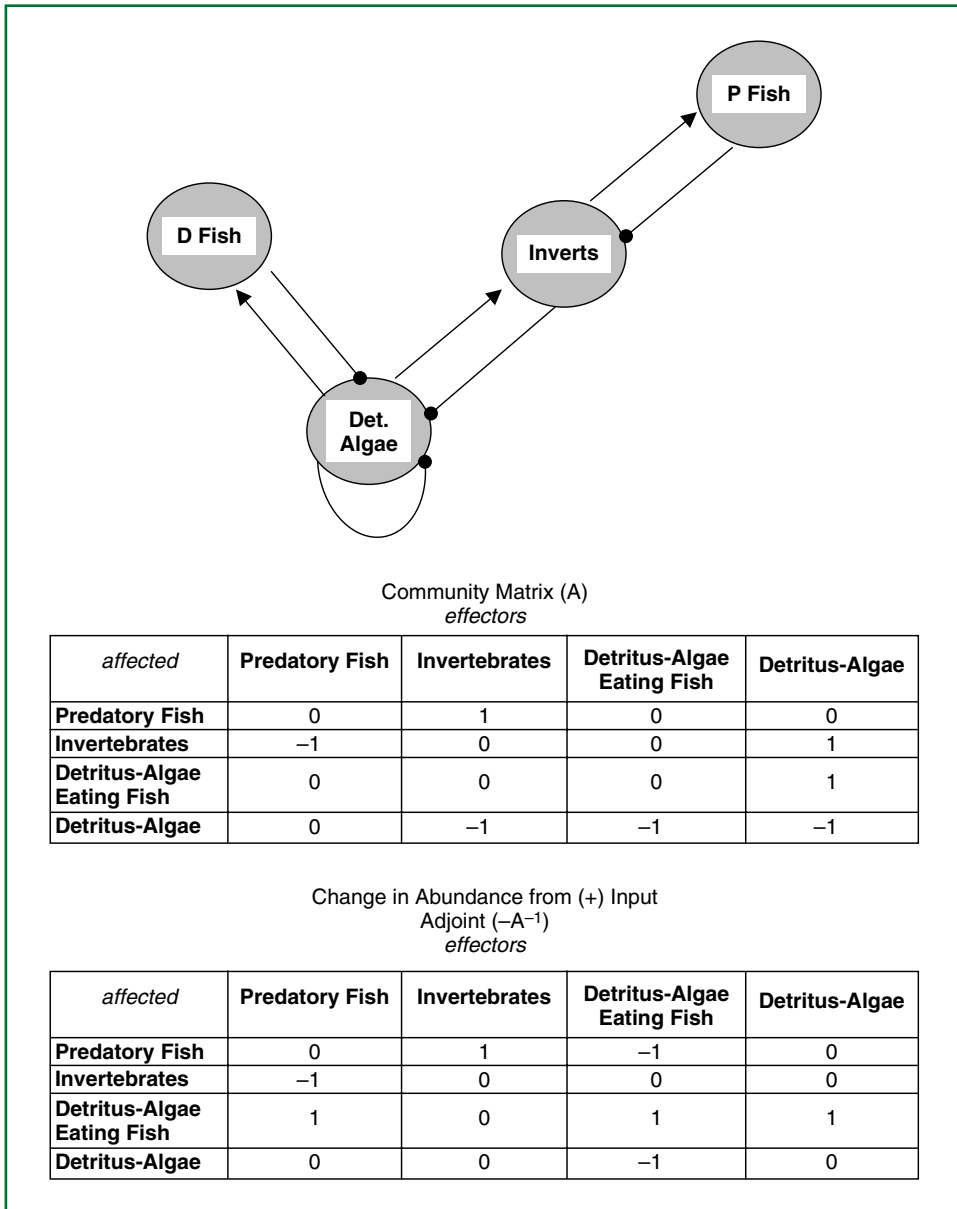 P Fish
D Fish
Inverts
Det.
Algae
Community Matrix (A)
effectors
affected Predatory Fish Invertebrates Detritus-Algae Eating Fish Detritus-Algae
Predatory Fish 0 1 0 0
Invertebrates –1 0 0 1
Detritus-Algae Eating Fish 0 0 0 1
Detritus-Algae 0 –1 –1 –1
Change in Abundance from (+) Input
Adjoint (–A–1)
effectors
affected Predatory Fish Invertebrates Detritus-Algae Eating Fish Detritus-Algae
Predatory Fish 0 1 –1 0
Invertebrates –1 0 0 0
Detritus-Algae Eating Fish 1 0 1 1
Detritus-Algae 0 0 –1 0